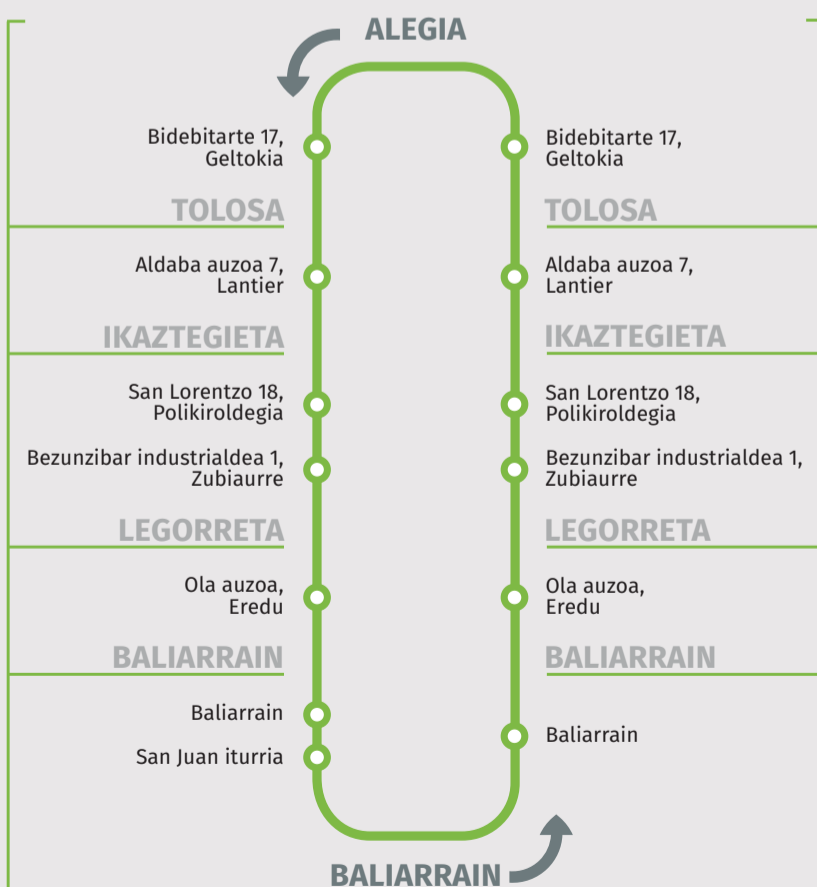 ALEGIA
Bidebitarte 17,
Geltokia
TOLOSA
Aldaba auzoa 7,
Lantier
IKAZTEGIETA
San Lorentzo 18,
Polikiroldegia
Bezunzibar industrialdea 1,
Zubiaurre
LEGORRETA
Ola auzoa,
Eredu
BALIARRAIN
Baliarrain
San Juan iturria
Bidebitarte 17,
Geltokia
TOLOSA
Aldaba auzoa 7,
Lantier
IKAZTEGIETA
San Lorentzo 18,
Polikiroldegia
Bezunzibar industrialdea 1,
Zubiaurre
LEGORRETA
Ola auzoa,
Eredu
BALIARRAIN
Baliarrain
BALIARRAIN